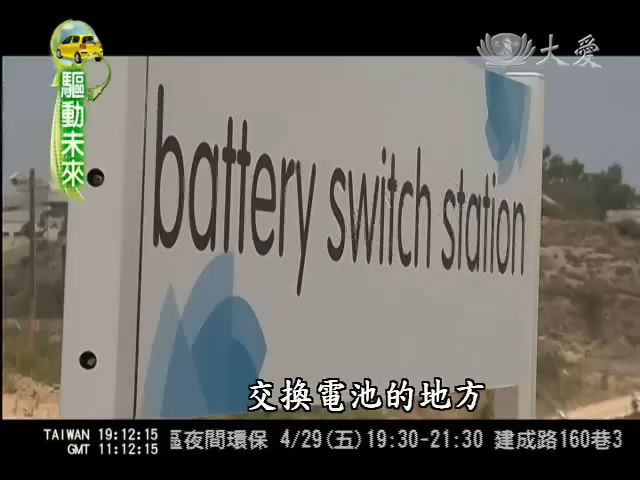 大愛
驅動未來
battery switch station
交換電池的地方
TAIWAN 19:12:15
GMT 11:12:15
區夜間環保 4/29(五)19:30-21:30 建成路160巷3